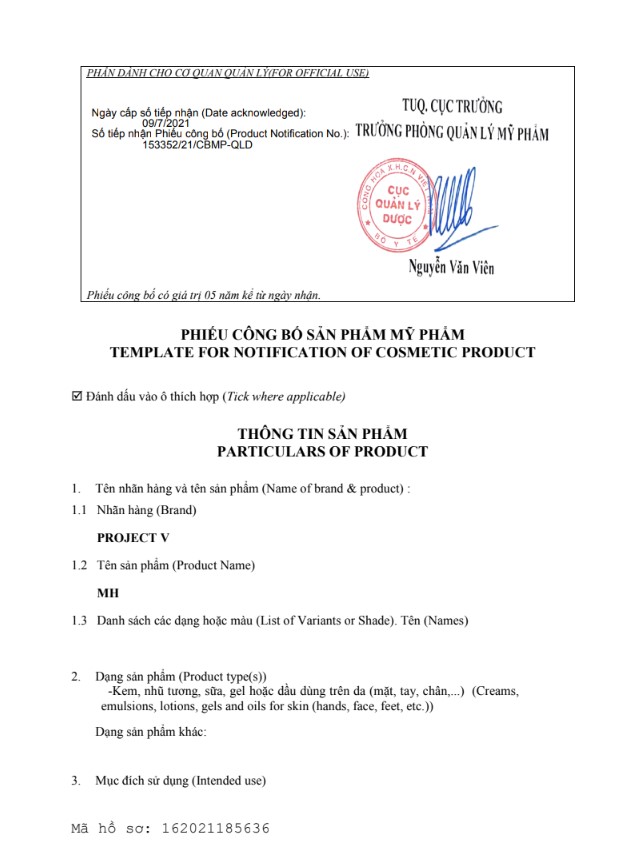 PHẦN DÀNH CHO CƠ QUAN QUẢN LÝ(FOR OFFICIAL USE)
Ngày cấp số tiếp nhận (Date acknowledged):
09/7/2021
Số tiếp nhận Phiếu công bố (Product Notification No.):
153352/21/CBMP-QLD
TUQ. CỤC TRƯỞNG
TRƯỞNG PHÒNG QUẢN LÝ MỸ PHẨM
CỘNG HÒA X.H.C.N VIỆT NAM
CỤC
QUẢN LÝ
DƯỢC
BỘ Y TẾ
Nguyễn Văn Viên
Phiếu công bố có giá trị 05 năm kể từ ngày nhận.
PHIẾU CÔNG BỐ SẢN PHẨM MỸ PHẨM
TEMPLATE FOR NOTIFICATION OF COSMETIC PRODUCT
☑ Đánh dấu vào ô thích hợp (Tick where applicable)
THÔNG TIN SẢN PHẨM
PARTICULARS OF PRODUCT
1. Tên nhãn hàng và tên sản phẩm (Name of brand & product) :
1.1 Nhãn hàng (Brand)
PROJECT V
1.2 Tên sản phẩm (Product Name)
MH
1.3 Danh sách các dạng hoặc màu (List of Variants or Shade). Tên (Names)
2. Dạng sản phẩm (Product type(s))
-Kem, nhũ tương, sữa, gel hoặc dầu dùng trên da (mặt, tay, chân,...) (Creams,
emulsions, lotions, gels and oils for skin (hands, face, feet, etc.))
Dạng sản phẩm khác:
3. Mục đích sử dụng (Intended use)
Mã hồ sơ: 162021185636